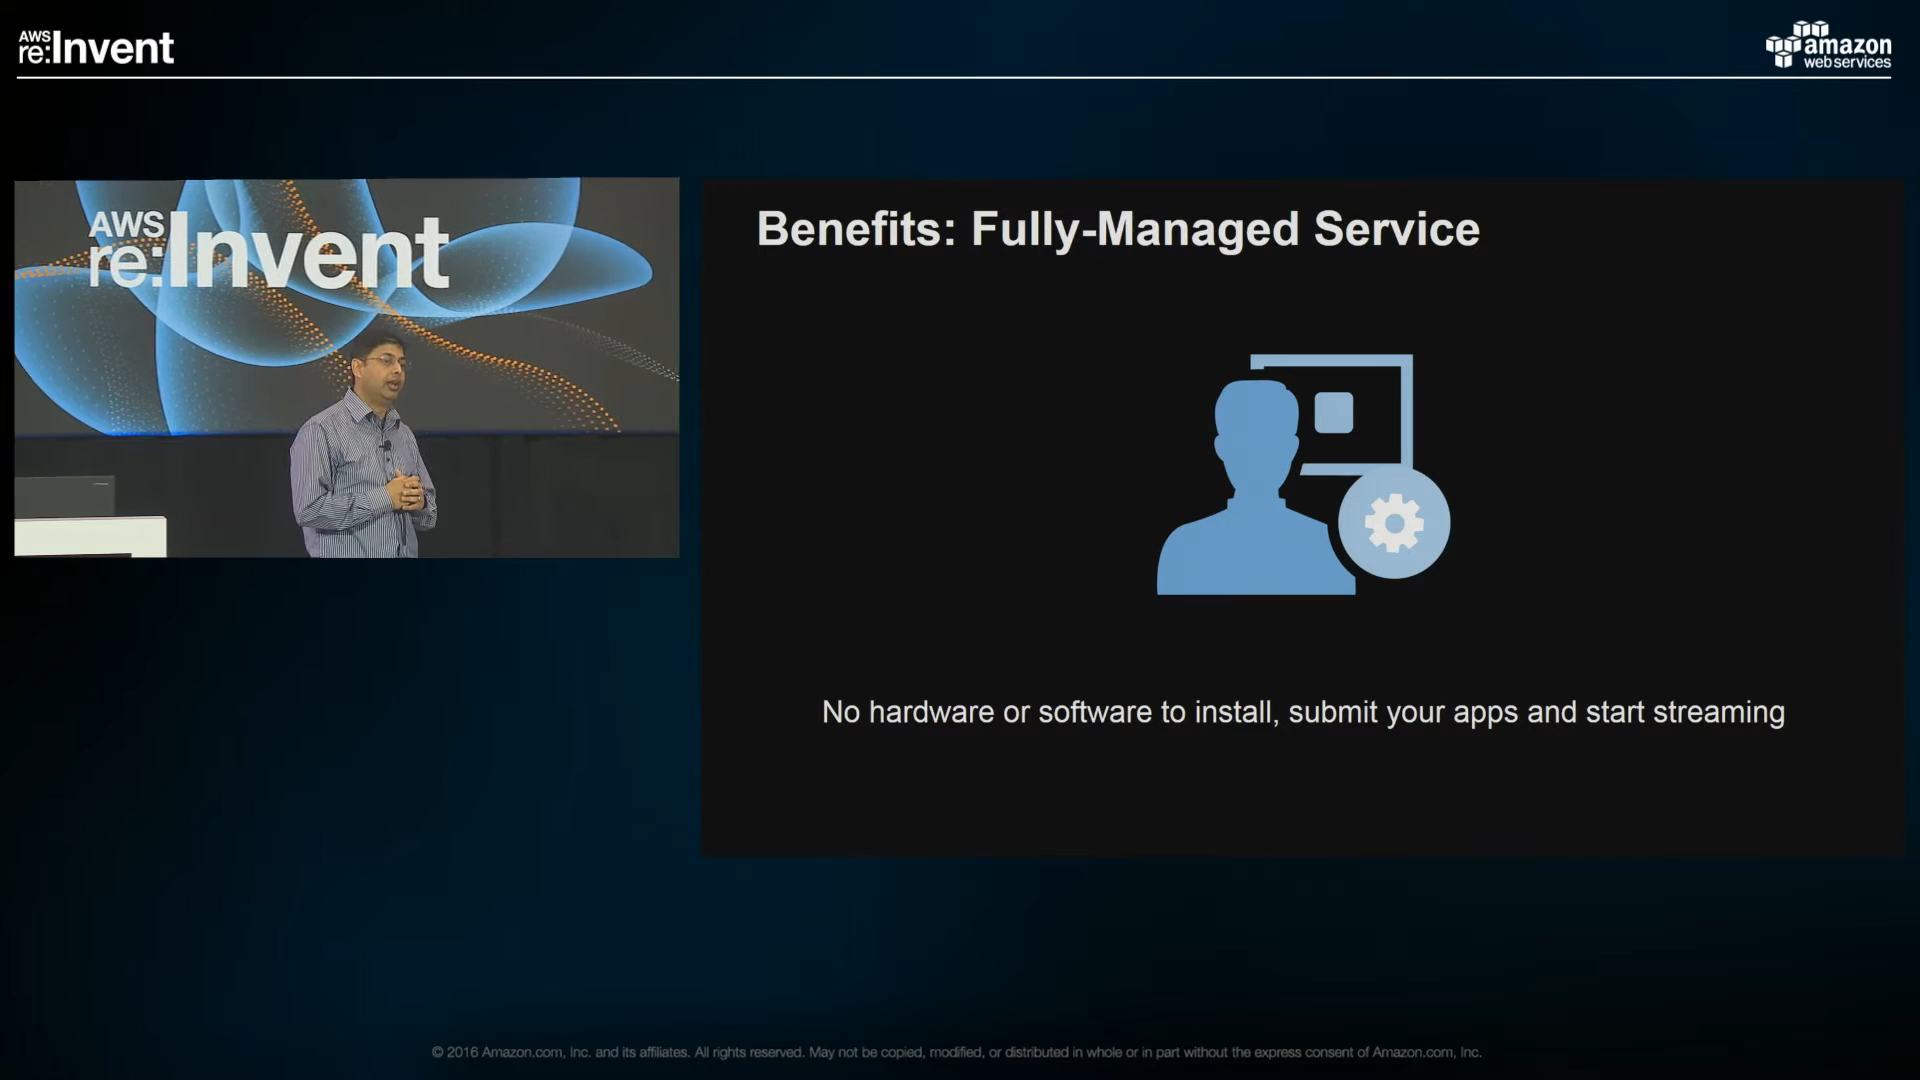 AWS
re:Invent
amazon
web services
AWS
re:Invent
Benefits: Fully-Managed Service
No hardware or software to install, submit your apps and start streaming
© 2016 Amazon.com, Inc. and its affiliates. All rights reserved. May not be copied, modified, or distributed in whole or in part without the express consent of Amazon.com, Inc.